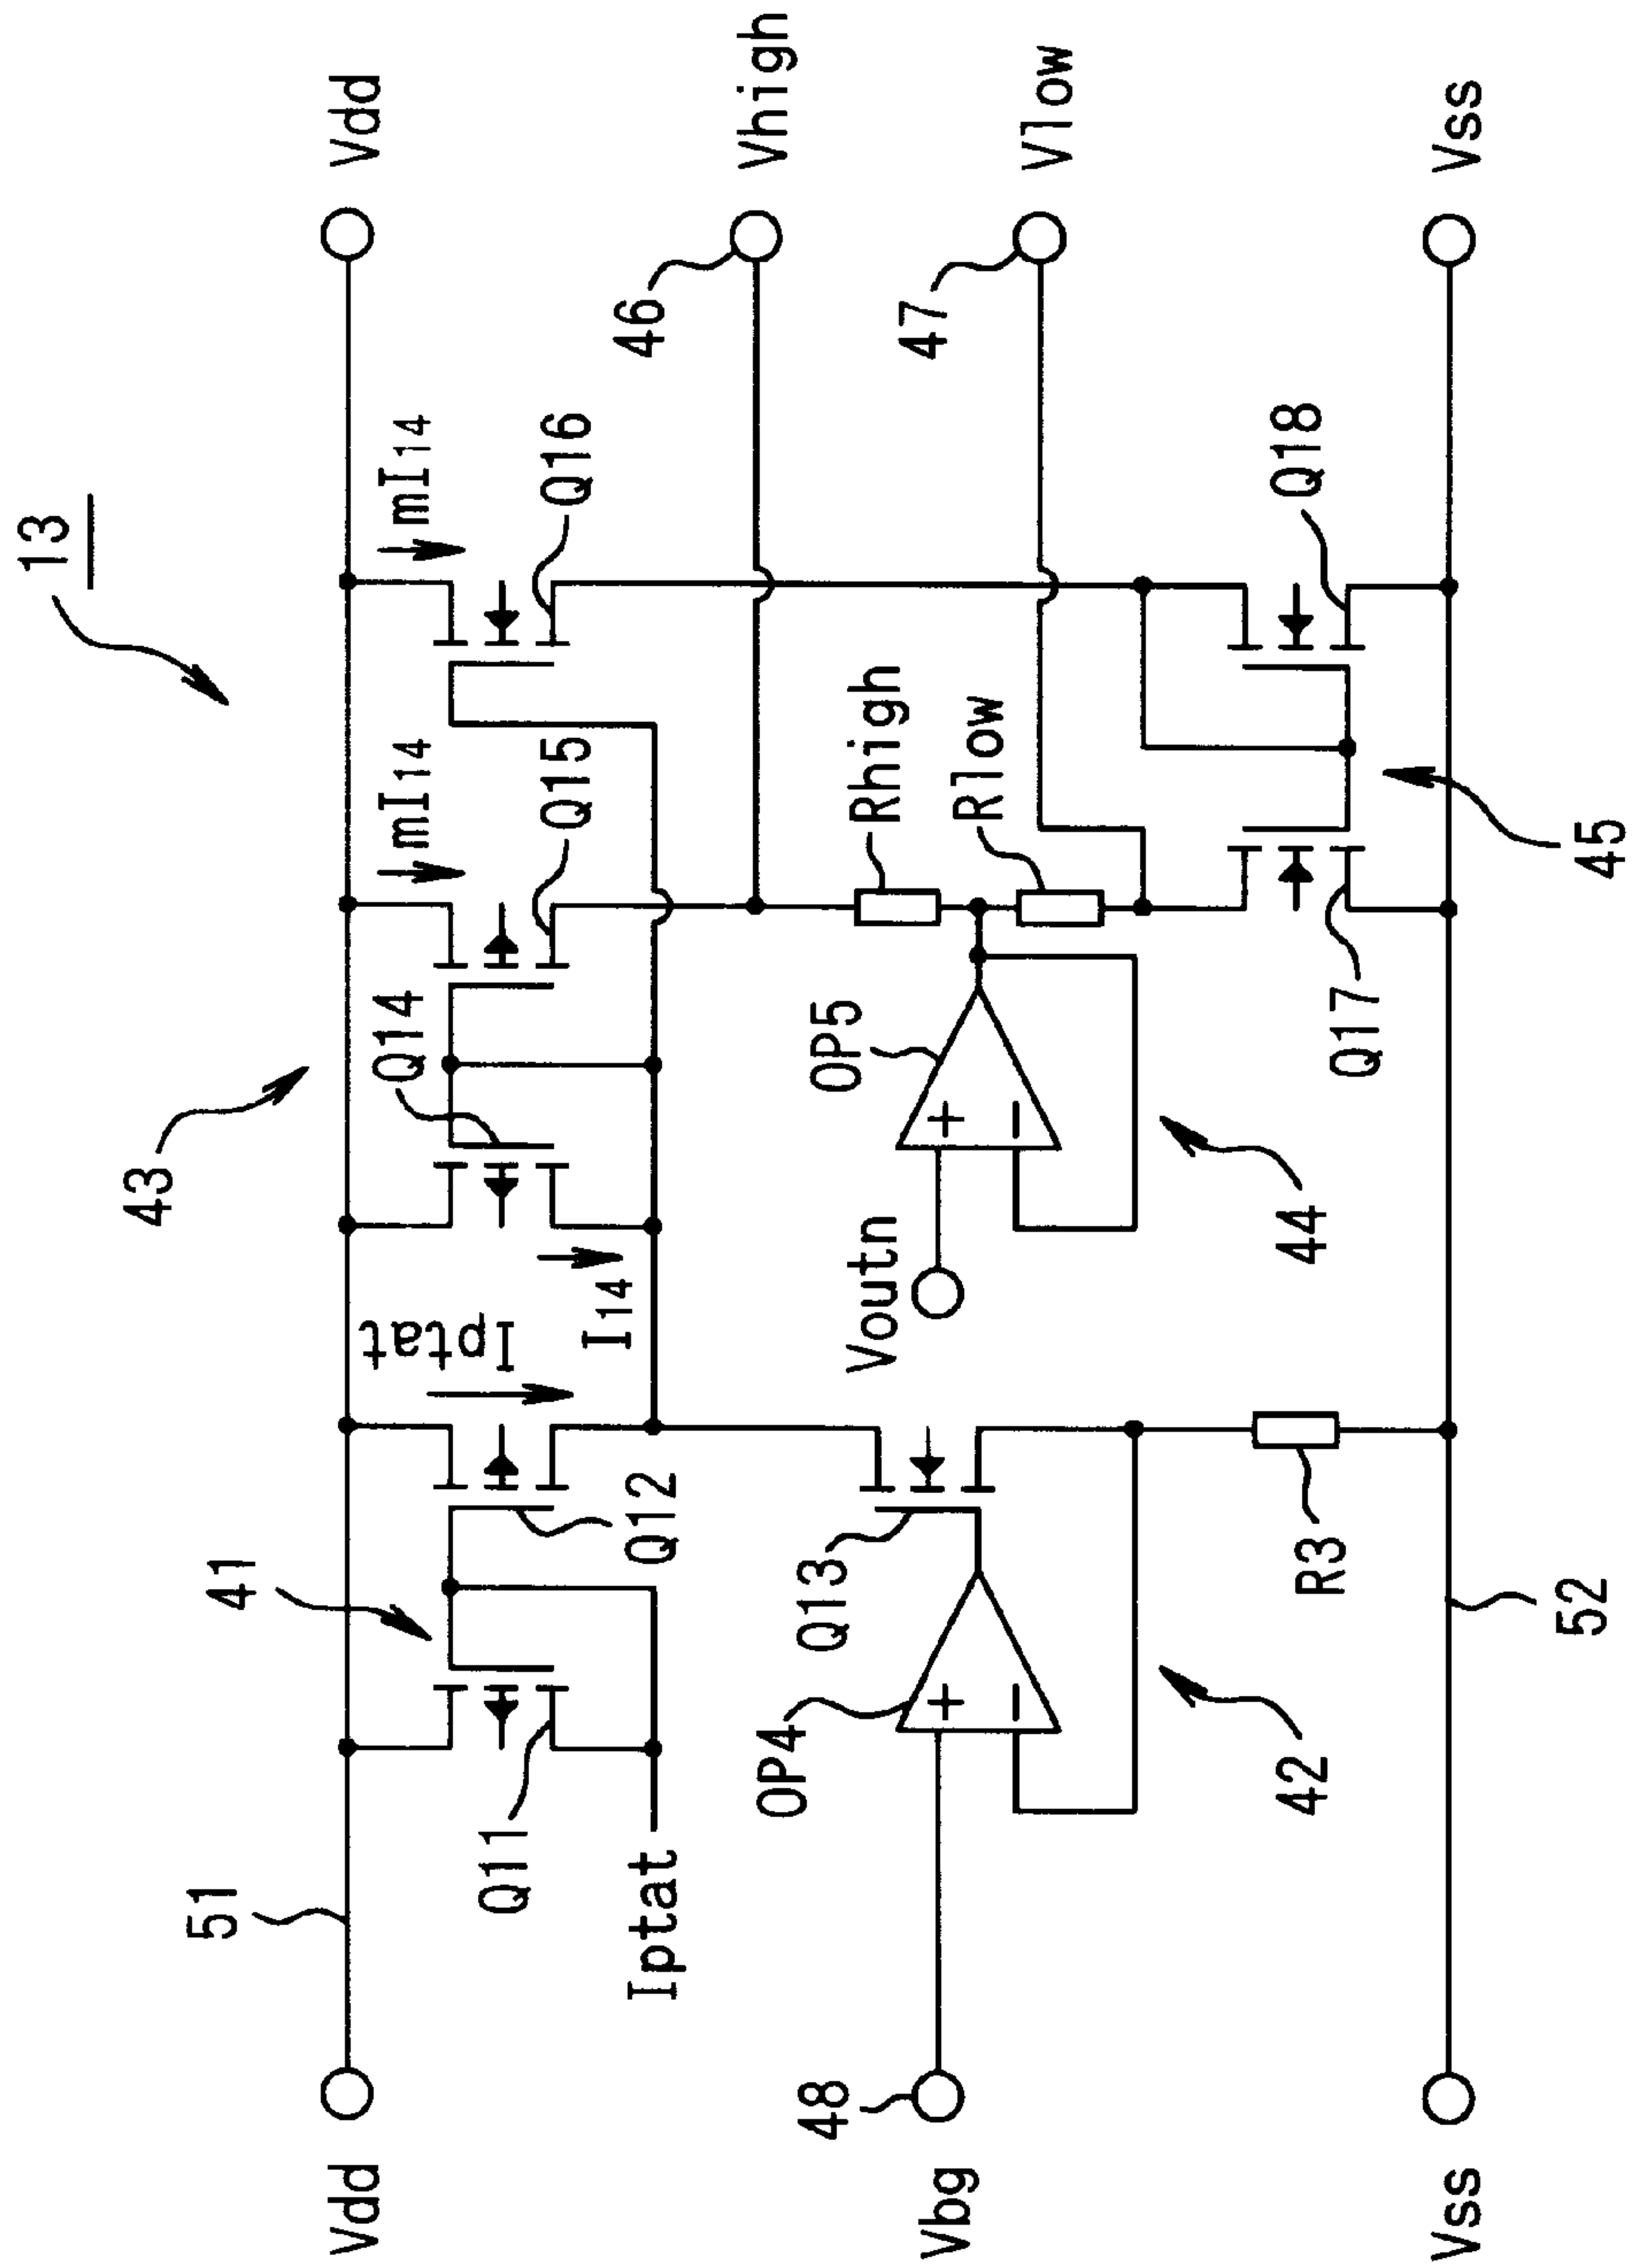 13
Vdd
51
41
43
Vdd
mI14
mI14
Iptat
Q11
Q12
Q14
Q15
Q16
Iptat
I14
46
Vhigh
Vbg
48
OP4
Q13
Voutn
OP5
Rhigh
Rlow
47
Vlow
42
R3
44
Q17
Q18
45
Vss
52
Vss